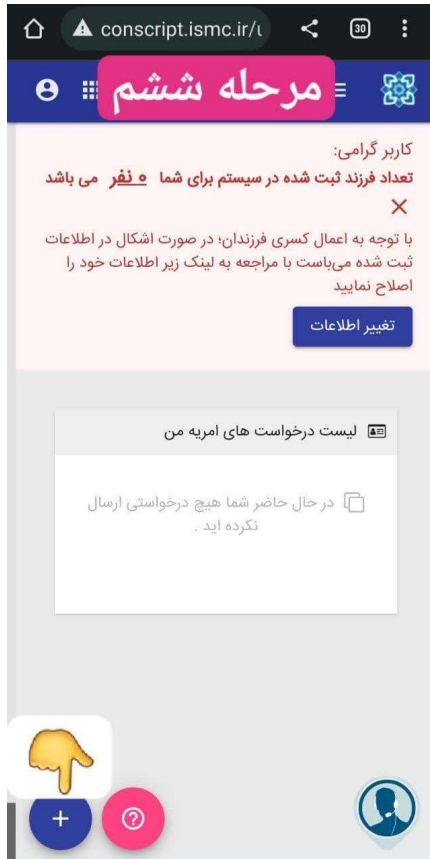 conscript.ismc.ir/u
30
مرحله ششم
کاربر گرامی:
تعداد فرزند ثبت شده در سیستم برای شما ۰ نفر می باشد
با توجه به اعمال کسری فرزندان؛ در صورت اشکال در اطلاعات
ثبت شده می‌باست با مراجعه به لینک زیر اطلاعات خود را
اصلاح نمایید
تغییر اطلاعات
لیست درخواست های امریه من
در حال حاضر شما هیچ درخواستی ارسال
نکرده اید .